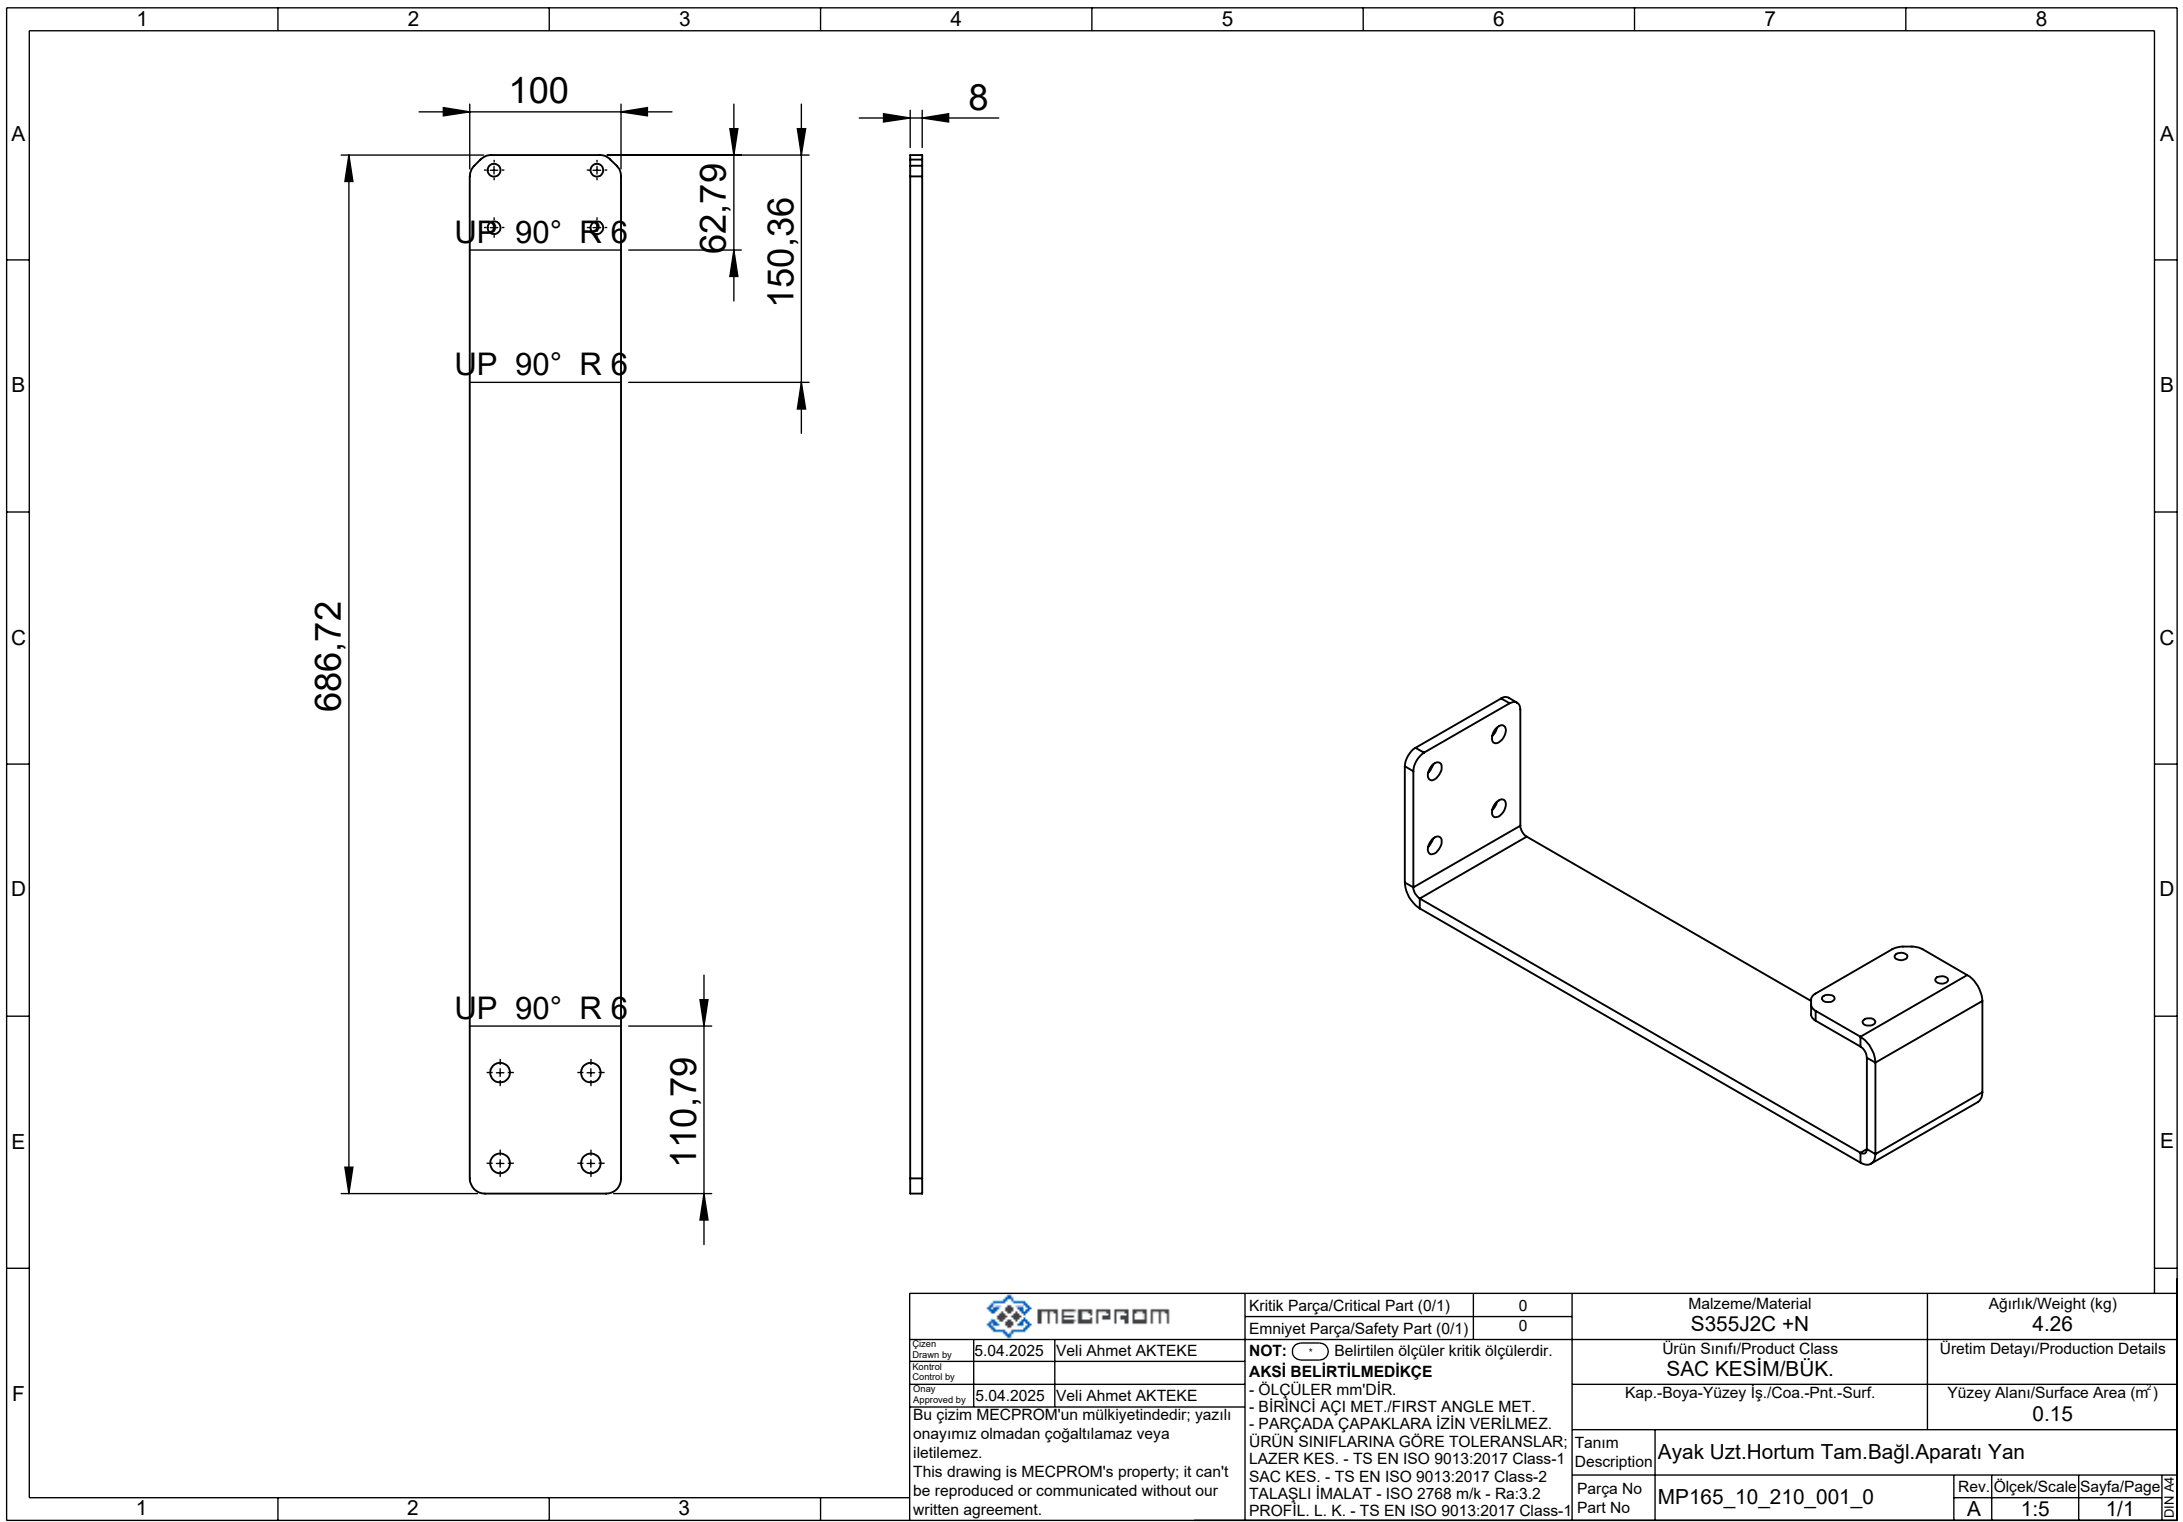 1 2 3 4 5 6 7 8
A A
B B
C C
D D
E E
F
1 2 3
100
8
62,79
150,36
686,72
110,79
UP 90° R 6
UP 90° R 6
UP 90° R 6
MECPROM
Çizen
Drawn by
5.04.2025 Veli Ahmet AKTEKE
Kontrol
Control by
Onay
Approved by
5.04.2025 Veli Ahmet AKTEKE
Bu çizim MECPROM'un mülkiyetindedir; yazılı
onayımız olmadan çoğaltılamaz veya
iletilemez.
This drawing is MECPROM's property; it can't
be reproduced or communicated without our
written agreement.
Kritik Parça/Critical Part (0/1) 0
Emniyet Parça/Safety Part (0/1) 0
NOT: * Belirtilen ölçüler kritik ölçülerdir.
AKSİ BELİRTİLMEDİKÇE
- ÖLÇÜLER mm'DİR.
- BİRİNCİ AÇI MET./FIRST ANGLE MET.
- PARÇADA ÇAPAKLARA İZİN VERİLMEZ.
ÜRÜN SINIFLARINA GÖRE TOLERANSLAR;
LAZER KES. - TS EN ISO 9013:2017 Class-1
SAC KES. - TS EN ISO 9013:2017 Class-2
TALAŞLI İMALAT - ISO 2768 m/k - Ra:3.2
PROFİL. L. K. - TS EN ISO 9013:2017 Class-1
Malzeme/Material
S355J2C +N
Ağırlık/Weight (kg)
4.26
Ürün Sınıfı/Product Class
SAC KESİM/BÜK.
Üretim Detayı/Production Details
Kap.-Boya-Yüzey İş./Coa.-Pnt.-Surf.
Yüzey Alanı/Surface Area (m²)
0.15
Tanım
Description
Ayak Uzt.Hortum Tam.Bağl.Aparatı Yan
Parça No
Part No
MP165_10_210_001_0
Rev. Ölçek/Scale Sayfa/Page
A 1:5 1/1
DIN A4